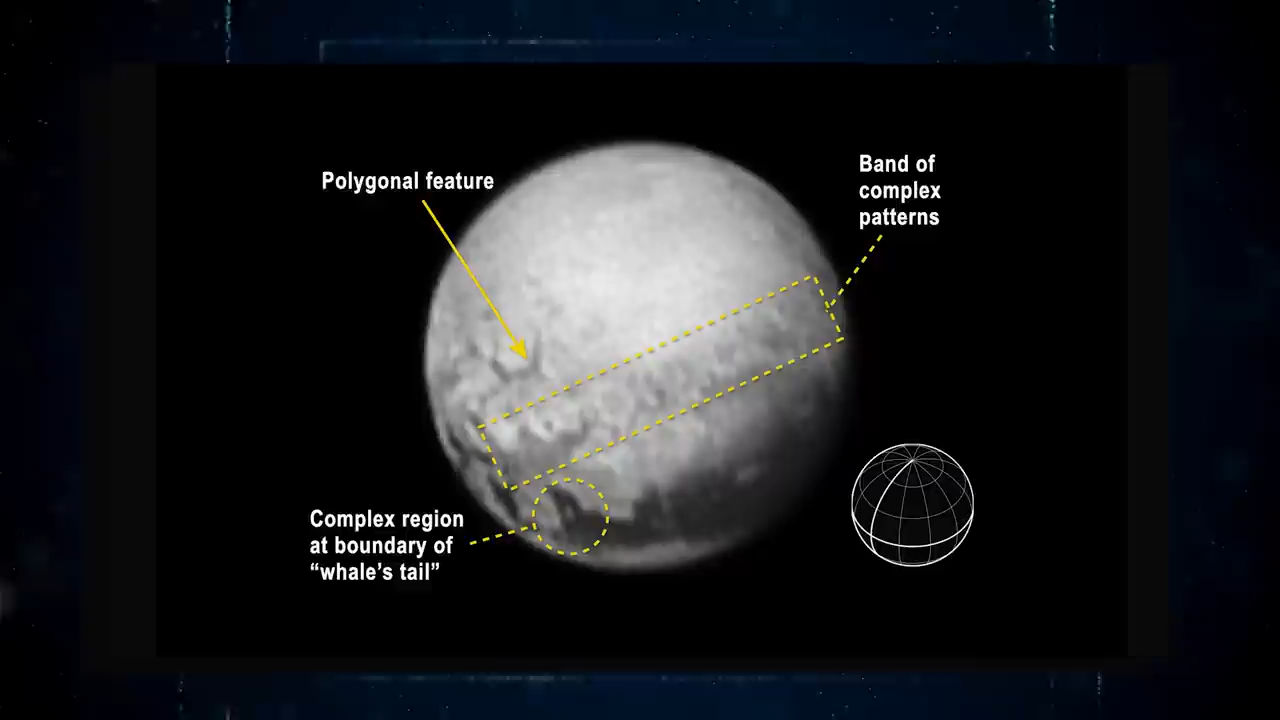 Polygonal feature
Band of
complex
patterns
Complex region
at boundary of
“whale’s tail”